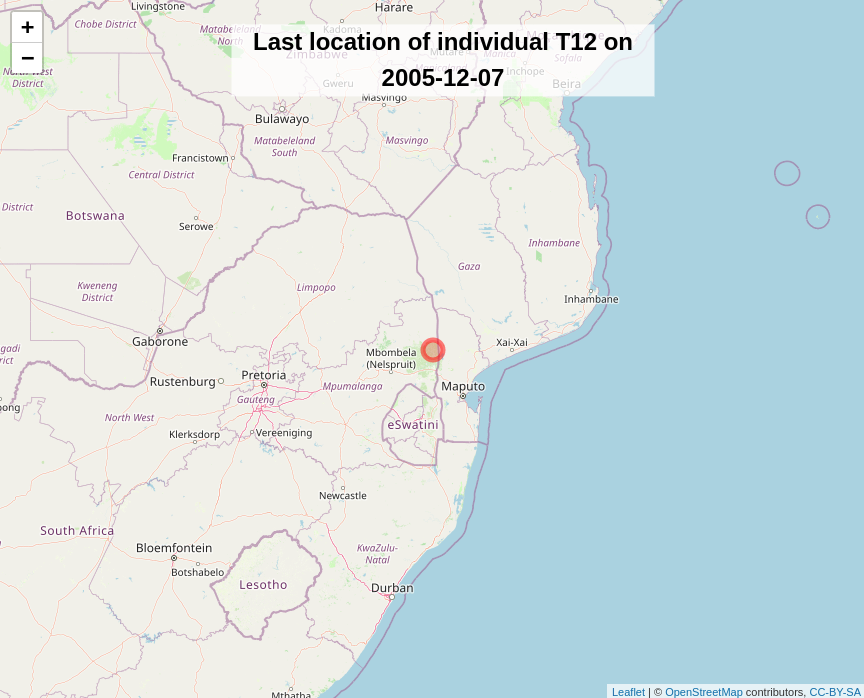 Livingstone
Harare
Chobe District
Kadoma
Matabeleland
North
Last location of individual T12 on
2005-12-07
Zimbabwe
Mutare
Sofala
Inchope
Beira
Gweru
Masvingo
North-West
District
Bulawayo
Matabeleland
South
Masvingo
Francistown
Central District
District
Botswana
Serowe
Inhambane
Gaza
Kweneng
District
Limpopo
Inhambane
Gaborone
Xai-Xai
Mbombela
(Nelspruit)
Rustenburg
Pretoria
Mpumalanga
Maputo
Gauteng
North West
eSwatini
Klerksdorp
Vereeniging
Newcastle
South Africa
Bloemfontein
KwaZulu-
Natal
Botshabelo
Lesotho
Durban
Mthatha
+
−
Leaflet | © OpenStreetMap contributors, CC-BY-SA